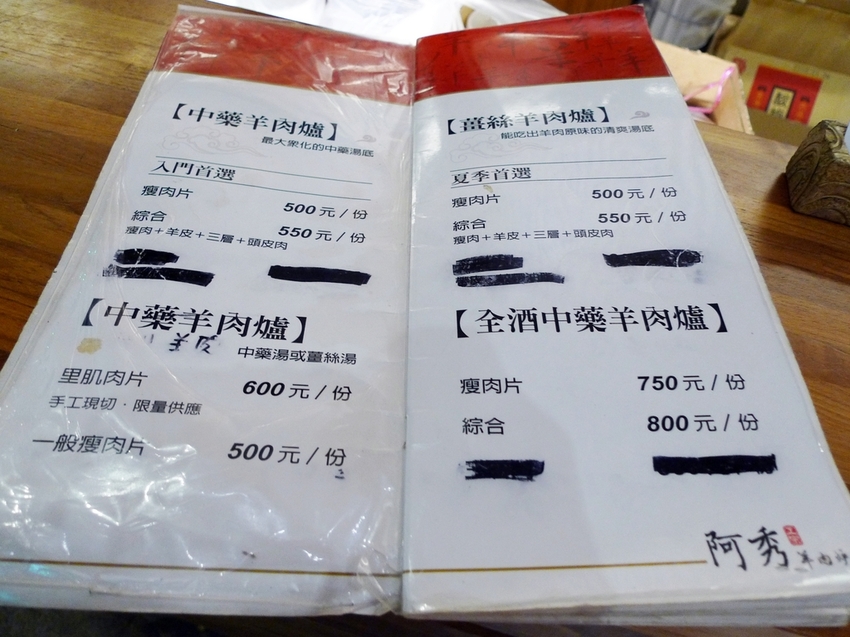 【中藥羊肉爐】
最大眾化的中藥湯底
入門首選
瘦肉片 500元/份
綜合 550元/份
瘦肉+羊皮+三層+頭皮肉
【中藥羊肉爐】
中藥湯或薑絲湯
里肌肉片 600元/份
手工現切・限量供應
一般瘦肉片 500元/份
【薑絲羊肉爐】
能吃出羊肉原味的清爽湯底
夏季首選
瘦肉片 500元/份
綜合 550元/份
瘦肉+羊皮+三層+頭皮肉
【全酒中藥羊肉爐】
瘦肉片 750元/份
綜合 800元/份
阿秀 羊肉